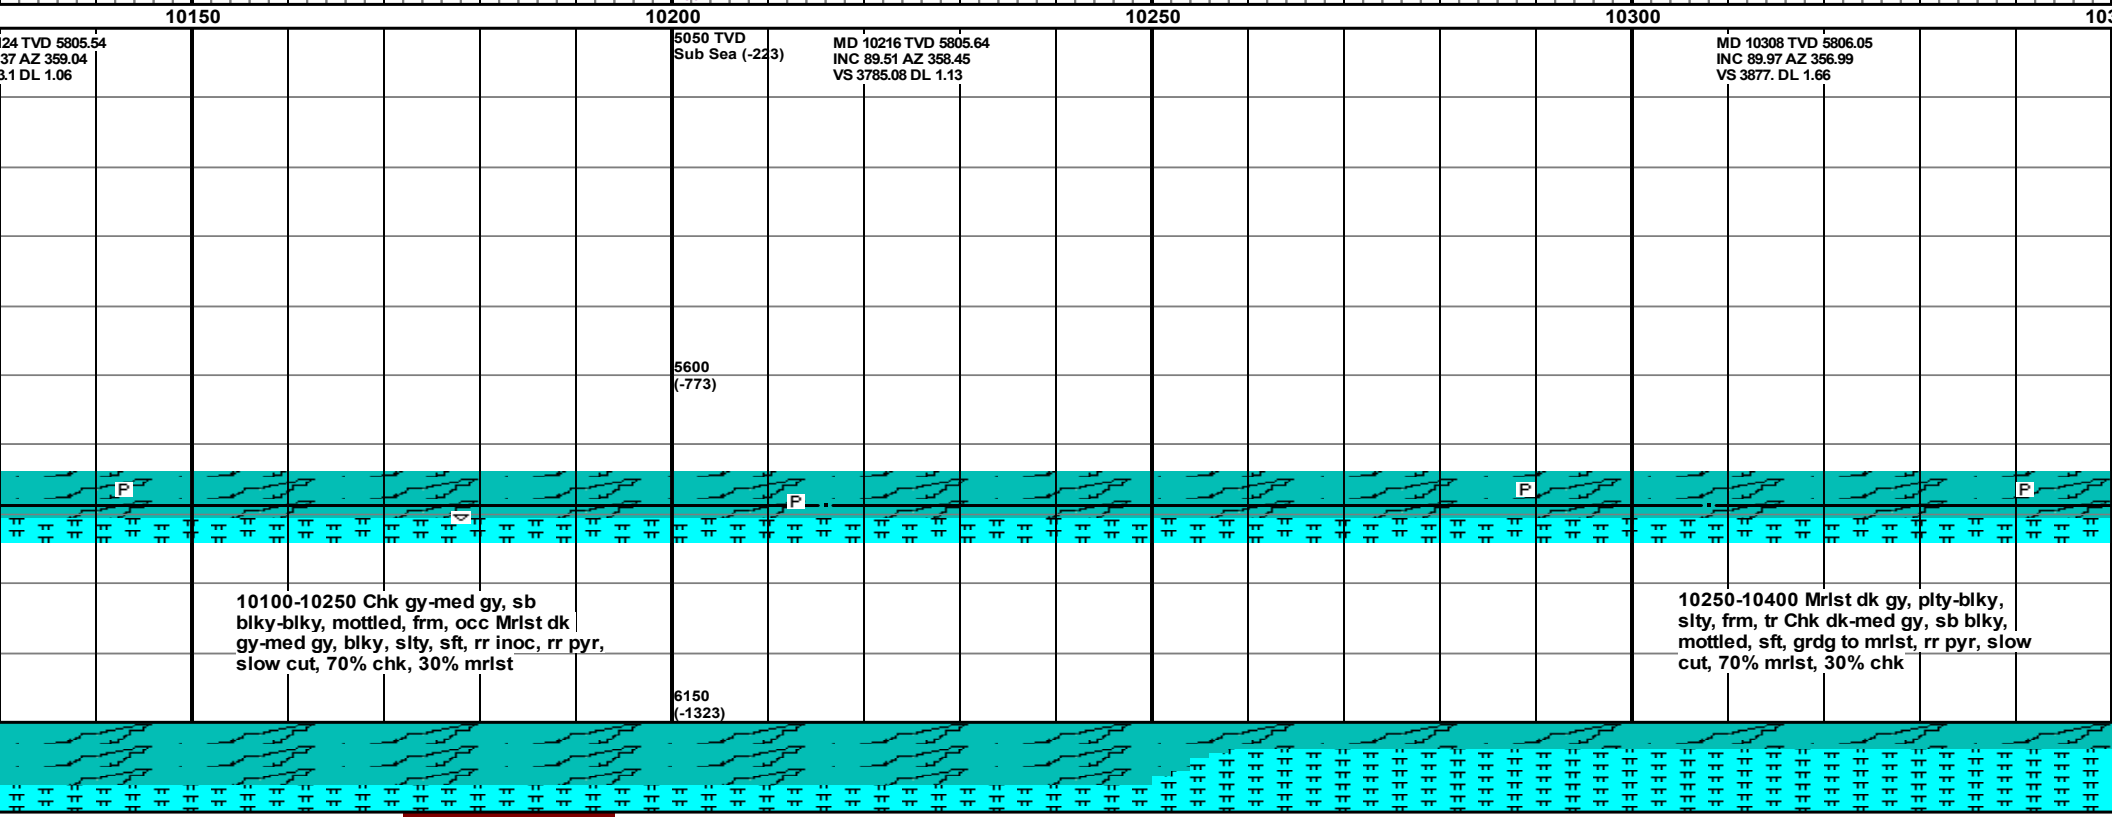 10150
10200
10250
10300
103
124 TVD 5805.54
37 AZ 359.04
3.1 DL 1.06
5050 TVD
Sub Sea (-223)
MD 10216 TVD 5805.64
INC 89.51 AZ 358.45
VS 3785.08 DL 1.13
MD 10308 TVD 5806.05
INC 89.97 AZ 356.99
VS 3877. DL 1.66
5600
(-773)
P
P
P
P
10100-10250 Chk gy-med gy, sb
blky-blky, mottled, frm, occ Mrlst dk
gy-med gy, blky, slty, sft, rr inoc, rr pyr,
slow cut, 70% chk, 30% mrlst
10250-10400 Mrlst dk gy, plty-blky,
slty, frm, tr Chk dk-med gy, sb blky,
mottled, sft, grdg to mrlst, rr pyr, slow
cut, 70% mrlst, 30% chk
6150
(-1323)